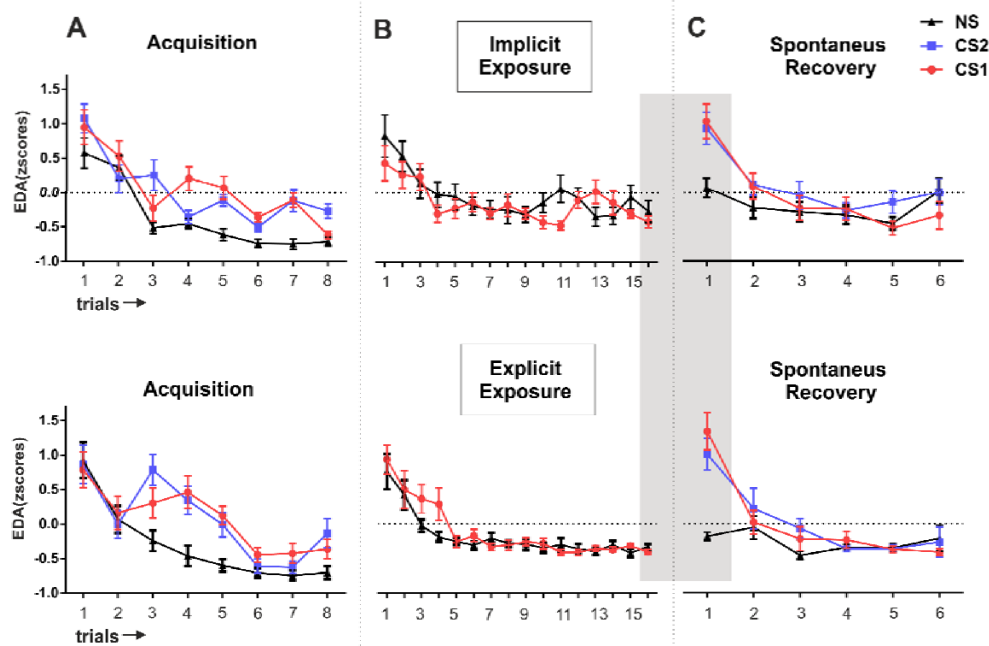 A
Acquisition
B
Implicit
Exposure
C
Spontaneus
Recovery
NS
CS2
CS1
EDA(zscores)
1.5
1.0
0.5
0.0
-0.5
-1.0
1 2 3 4 5 6 7 8
trials →
1 3 5 7 9 11 13 15
1 2 3 4 5 6
Acquisition
Explicit
Exposure
Spontaneus
Recovery
EDA(zscores)
1.5
1.0
0.5
0.0
-0.5
-1.0
1 2 3 4 5 6 7 8
trials →
1 3 5 7 9 11 13 15
1 2 3 4 5 6